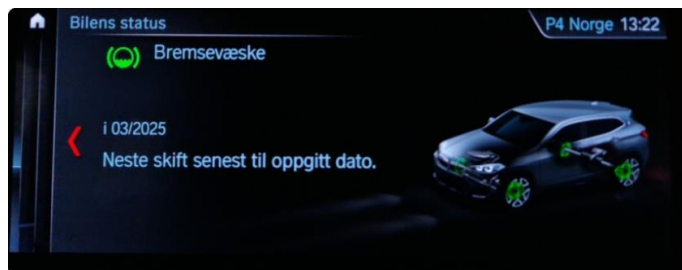 Bilens status
P4 Norge 13:22
Bremsevæske
i 03/2025
Neste skift senest til oppgitt dato.